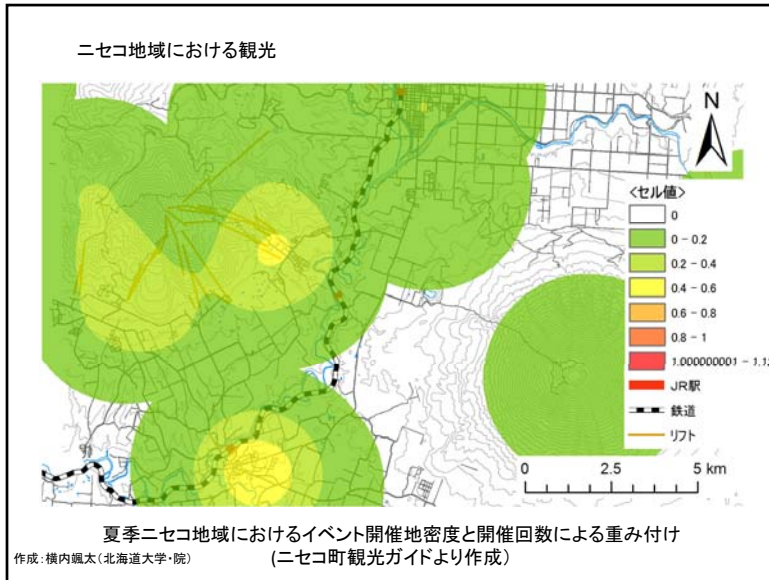 ニセコ地域における観光
N
<セル値>
0
0 - 0.2
0.2 - 0.4
0.4 - 0.6
0.6 - 0.8
0.8 - 1
1.000000001 - 1.1
JR駅
鉄道
リフト
0 2.5 5 km
夏季ニセコ地域におけるイベント開催地密度と開催回数による重み付け
(ニセコ町観光ガイドより作成)
作成:横内颯太(北海道大学・院)